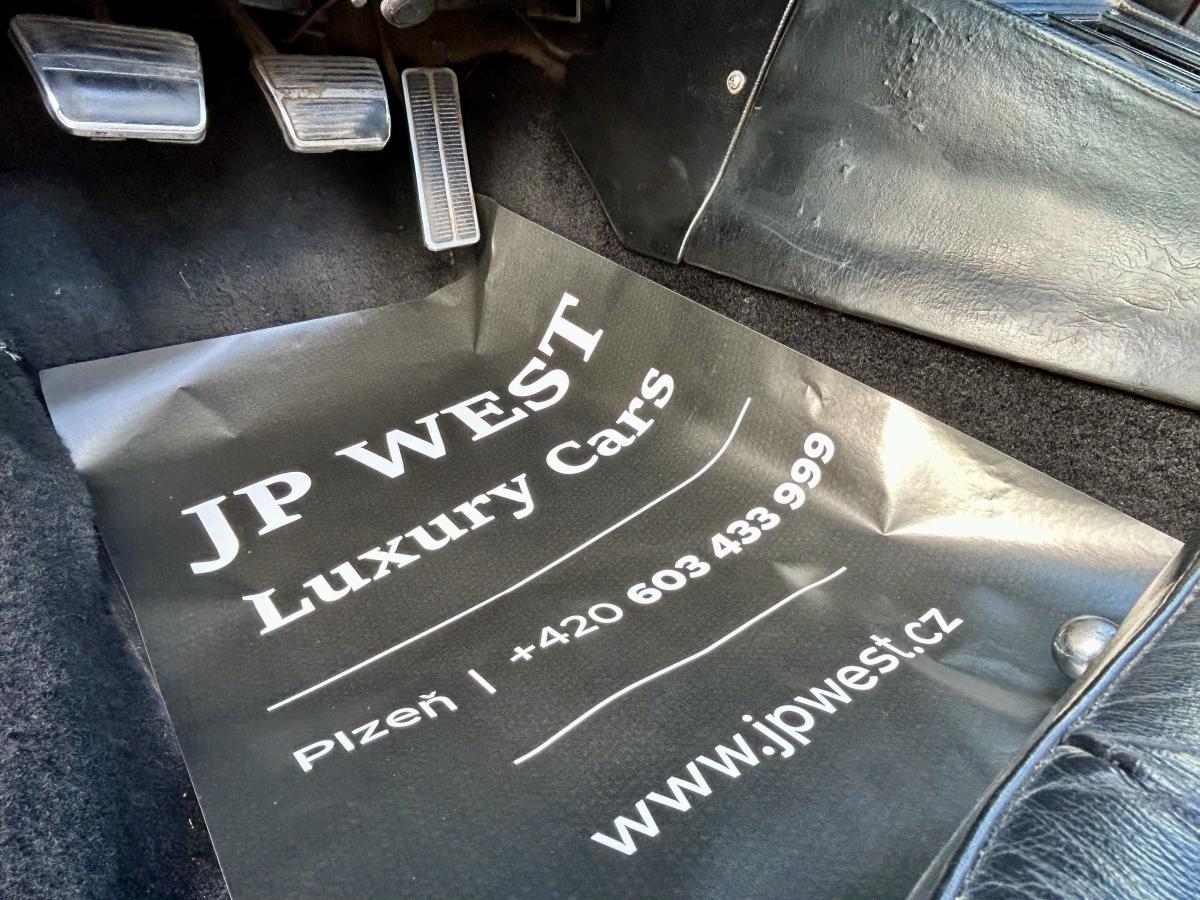 JP WEST
Luxury Cars
Plzeň | +420 603 433 999
www.jpwest.cz